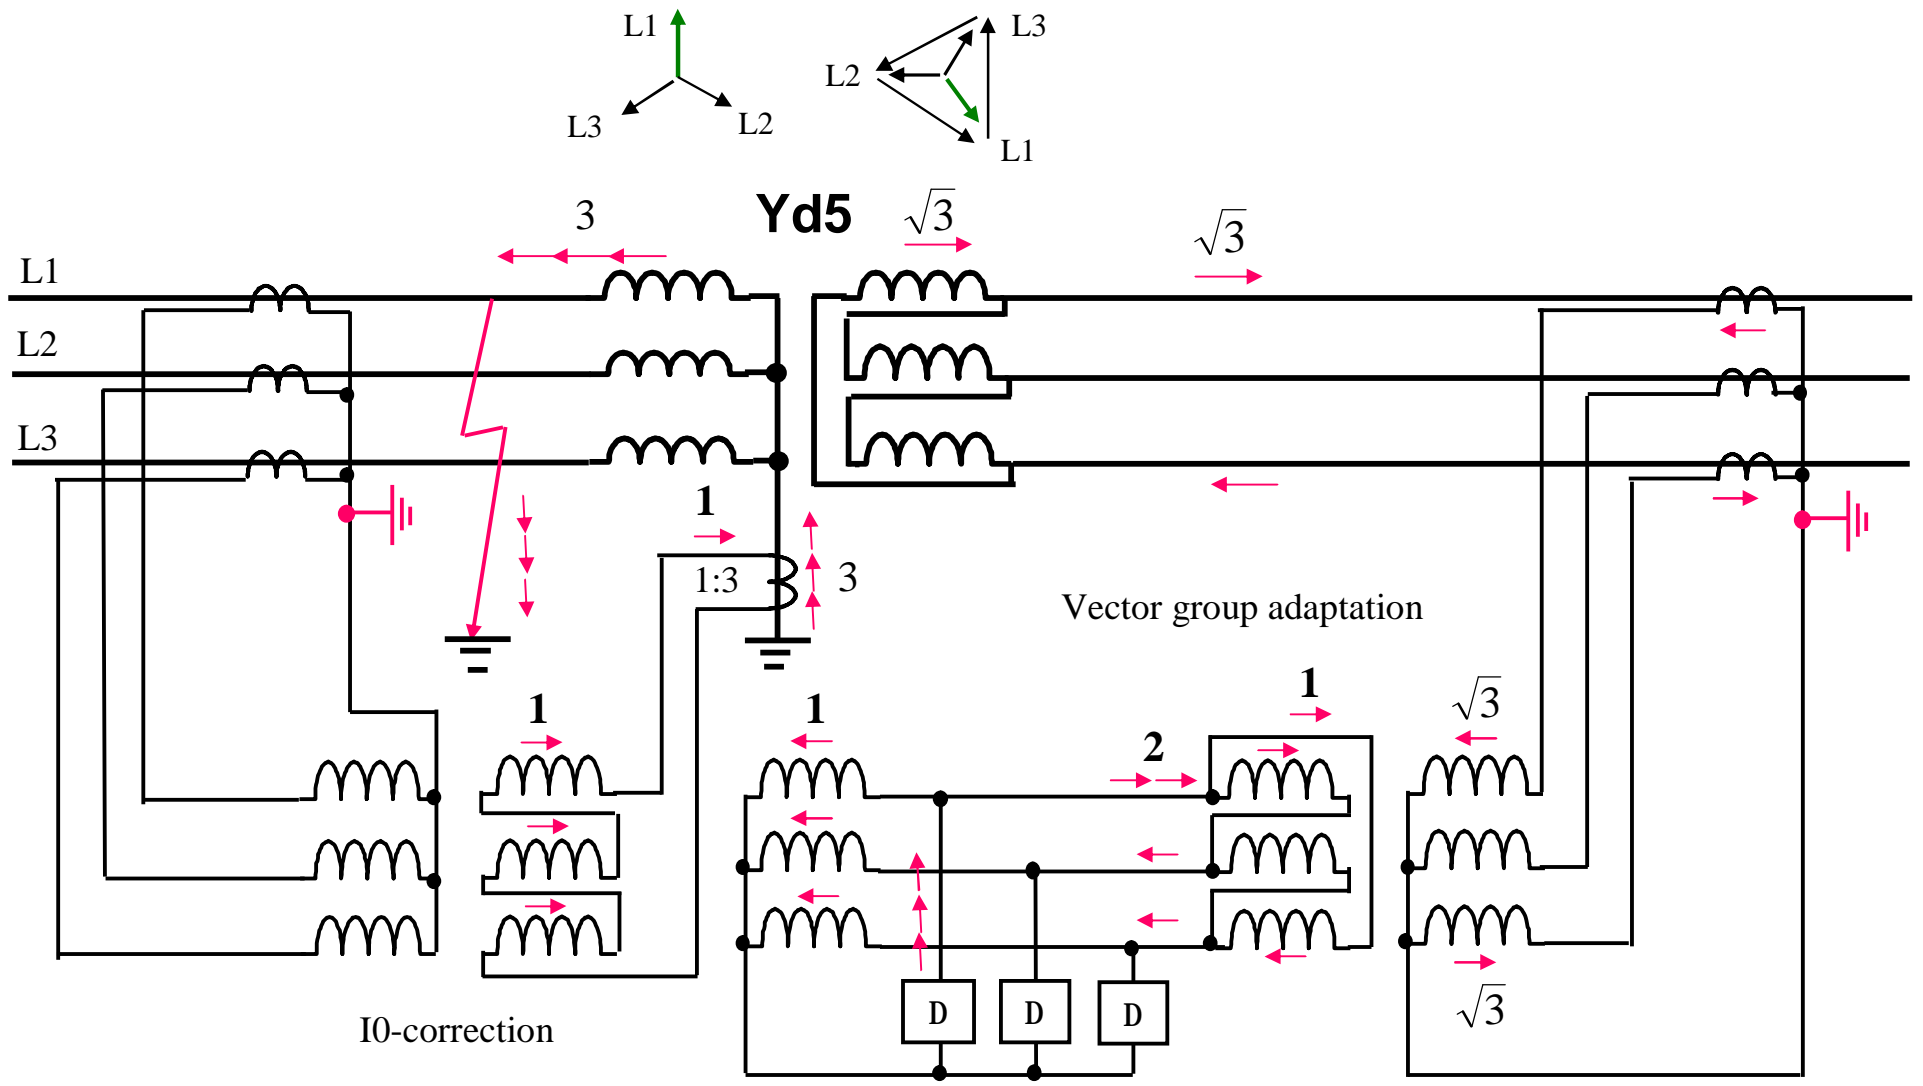 L1
L3
L2
L3
L2
L1
Yd5
3
√3
√3
L1
L2
L3
1
1:3
3
Vector group adaptation
1
1
2
1
√3
√3
D
D
D
I0-correction